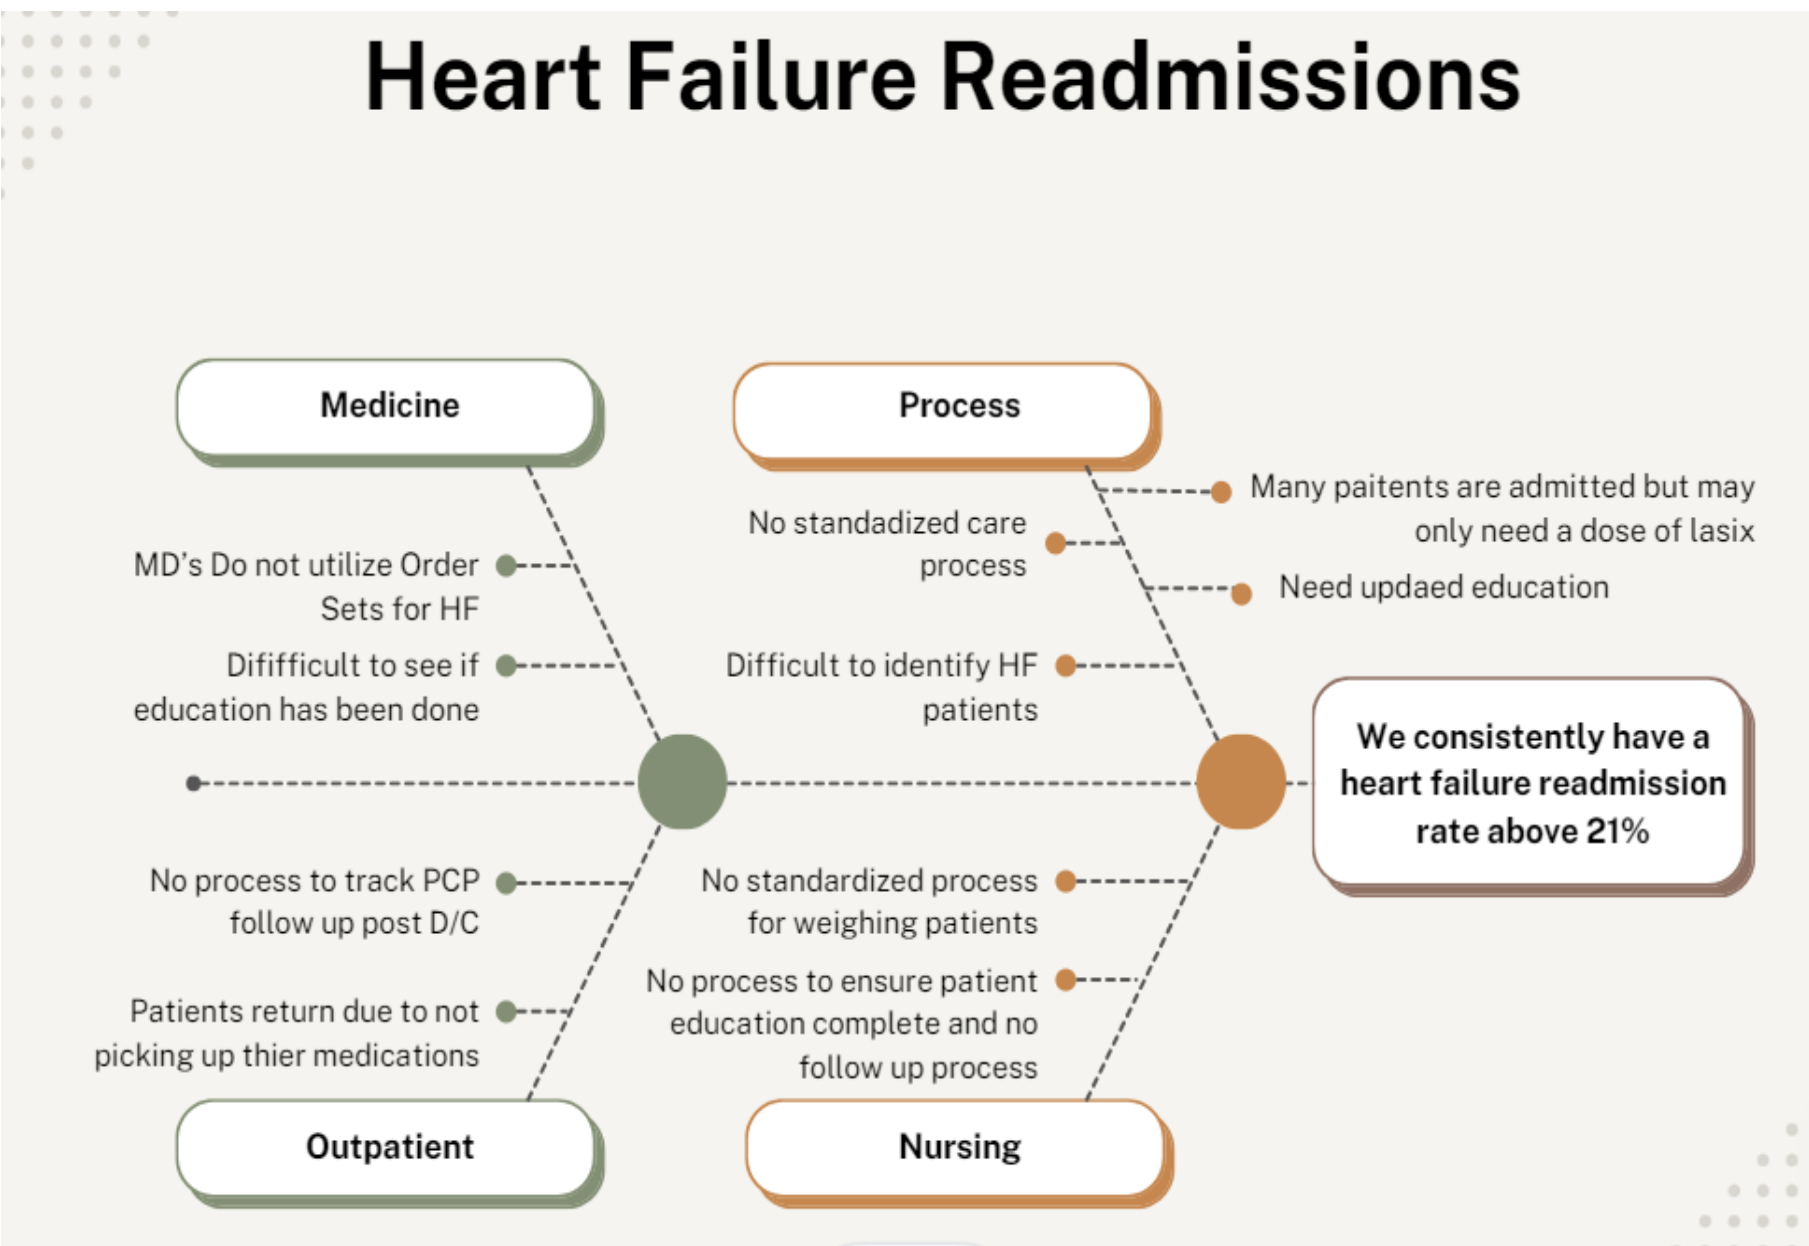 Heart Failure Readmissions
Medicine
MD's Do not utilize Order
Sets for HF
Dififficult to see if
education has been done
Process
Many paitents are admitted but may
only need a dose of lasix
No standadized care
process
Need updaed education
Difficult to identify HF
patients
We consistently have a
heart failure readmission
rate above 21%
No process to track PCP
follow up post D/C
Patients return due to not
picking up thier medications
Outpatient
No standardized process
for weighing patients
No process to ensure patient
education complete and no
follow up process
Nursing